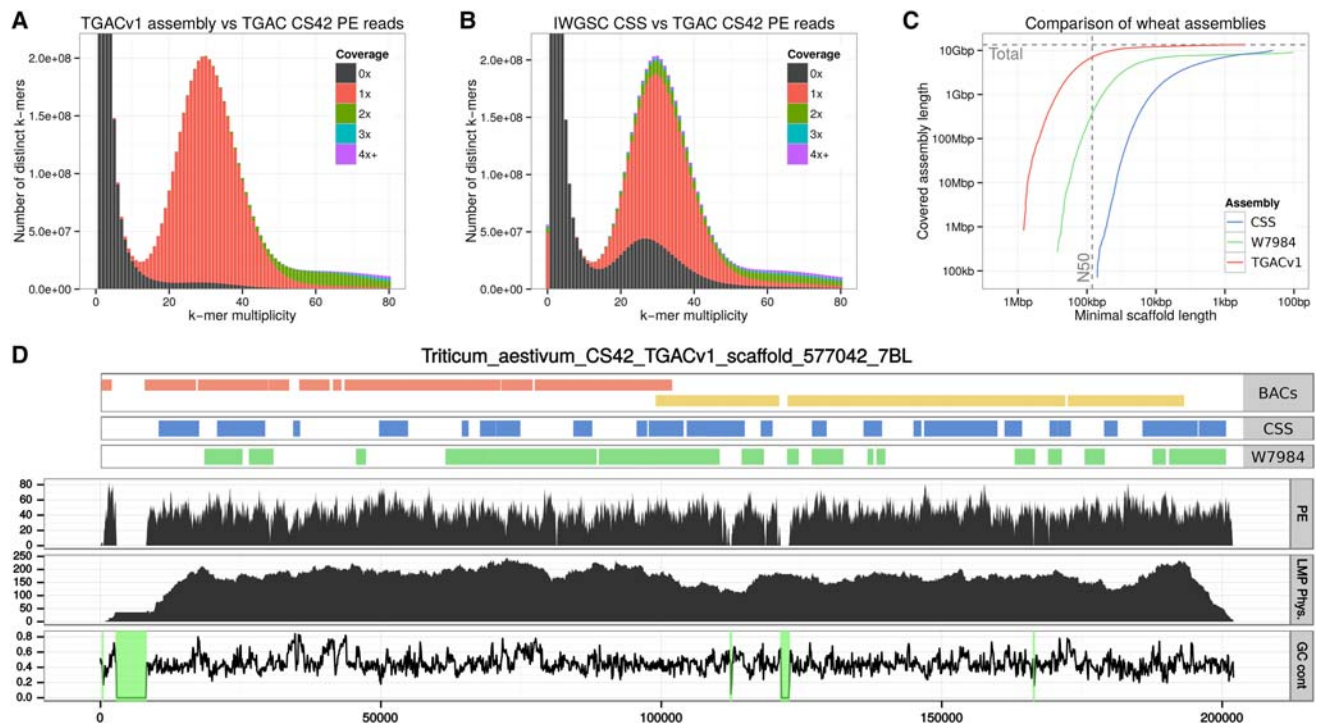 A TGACv1 assembly vs TGAC CS42 PE reads
Number of distinct k-mers
2.0e+08
1.5e+08
1.0e+08
5.0e+07
0.0e+00
Coverage
0x
1x
2x
3x
4x+
0 20 40 60 80
k-mer multiplicity
B IWGSC CSS vs TGAC CS42 PE reads
Number of distinct k-mers
2.0e+08
1.5e+08
1.0e+08
5.0e+07
0.0e+00
Coverage
0x
1x
2x
3x
4x+
0 20 40 60 80
k-mer multiplicity
C Comparison of wheat assemblies
Covered assembly length
10Gbp
1Gbp
100Mbp
10Mbp
1Mbp
100kb
Total
N50
Assembly
CSS
W7984
TGACv1
1Mbp 100kbp 10kbp 1kbp 100bp
Minimal scaffold length
D Triticum_aestivum_CS42_TGACv1_scaffold_577042_7BL
BACs
CSS
W7984
80
60
40
20
0
PE
250
200
150
100
50
0
LMP Phys.
0.8
0.6
0.4
0.2
0.0
GC cont
0 50000 100000 150000 200000